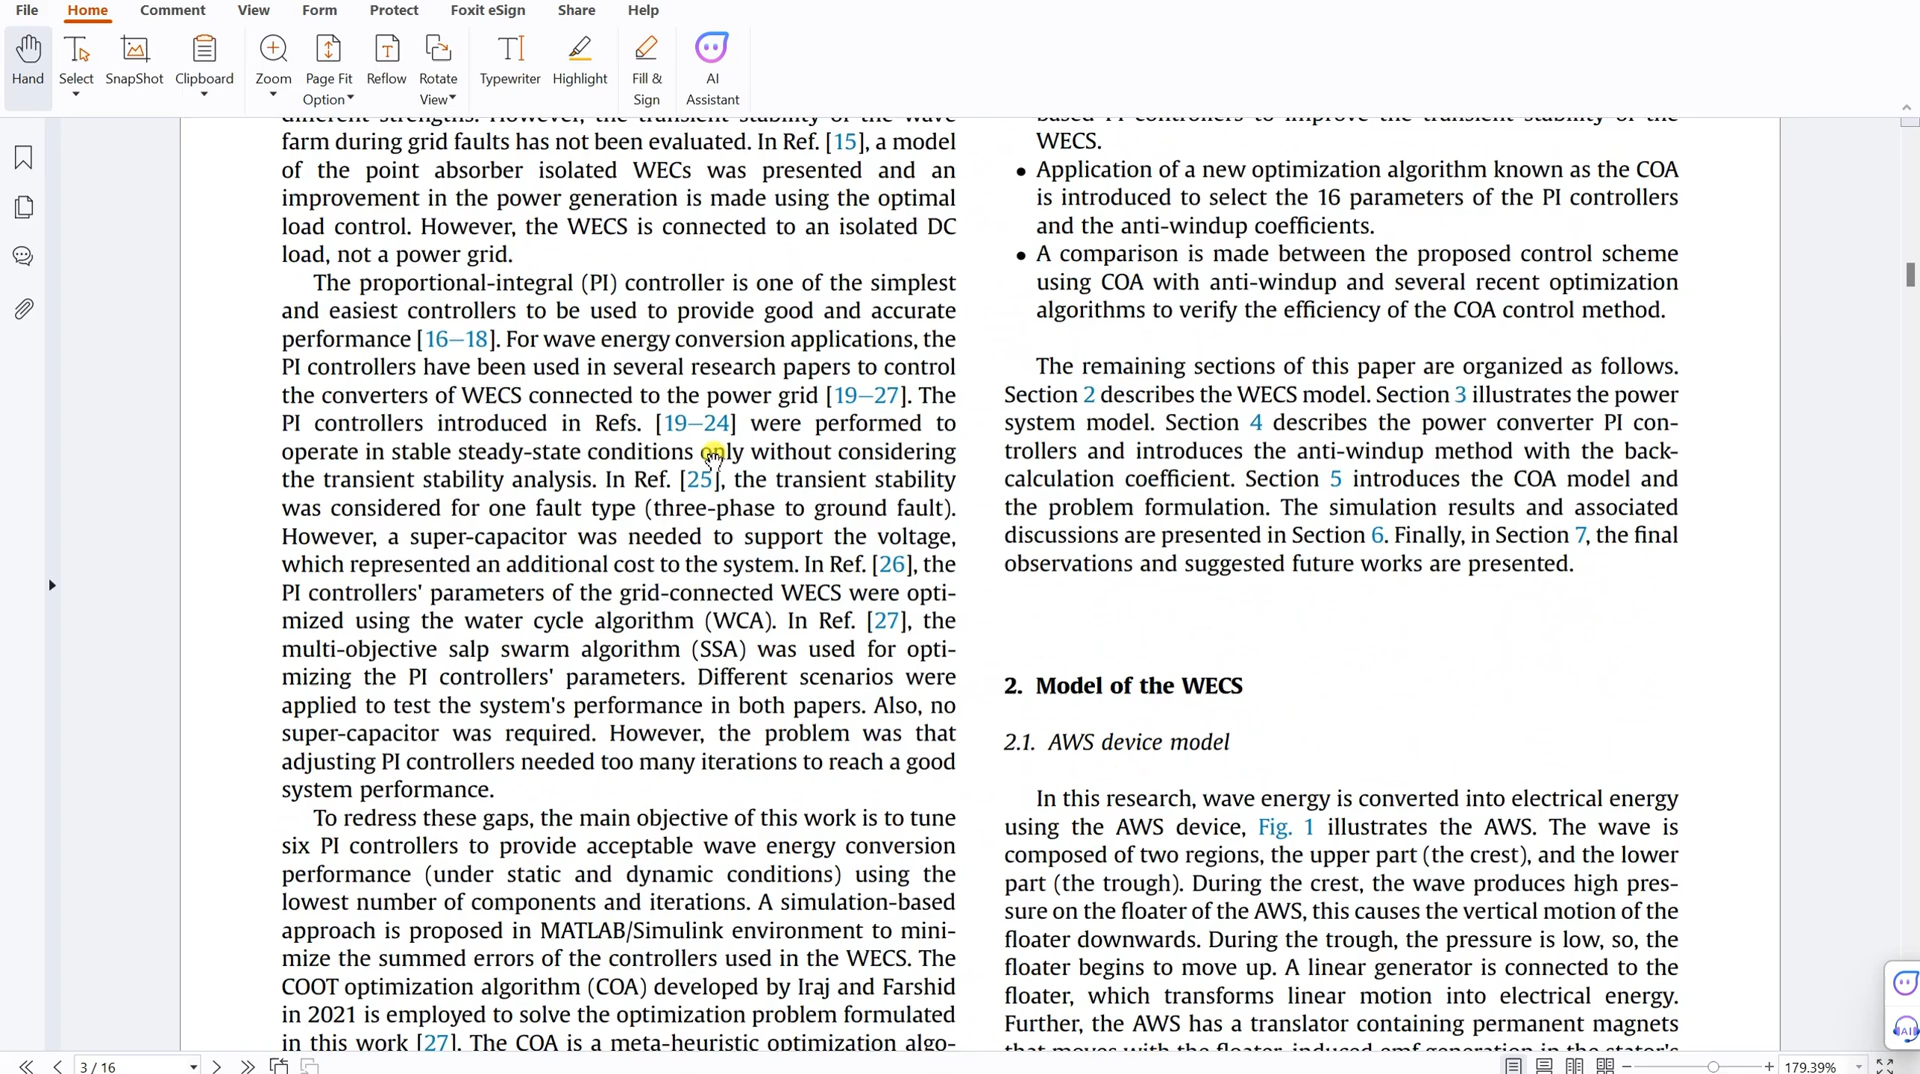 File Home Comment View Form Protect Foxit eSign Share Help
Hand
Select
SnapShot
Clipboard
Zoom
Page Fit
Option
Reflow
Rotate
View
Typewriter
Highlight
Fill &
Sign
AI
Assistant
different strengths. However, the transient stability of the wave
farm during grid faults has not been evaluated. In Ref. [15], a model
of the point absorber isolated WECs was presented and an
improvement in the power generation is made using the optimal
load control. However, the WECS is connected to an isolated DC
load, not a power grid.
The proportional-integral (PI) controller is one of the simplest
and easiest controllers to be used to provide good and accurate
performance [16–18]. For wave energy conversion applications, the
PI controllers have been used in several research papers to control
the converters of WECS connected to the power grid [19–27]. The
PI controllers introduced in Refs. [19–24] were performed to
operate in stable steady-state conditions only without considering
the transient stability analysis. In Ref. [25], the transient stability
was considered for one fault type (three-phase to ground fault).
However, a super-capacitor was needed to support the voltage,
which represented an additional cost to the system. In Ref. [26], the
PI controllers' parameters of the grid-connected WECS were opti-
mized using the water cycle algorithm (WCA). In Ref. [27], the
multi-objective salp swarm algorithm (SSA) was used for opti-
mizing the PI controllers' parameters. Different scenarios were
applied to test the system's performance in both papers. Also, no
super-capacitor was required. However, the problem was that
adjusting PI controllers needed too many iterations to reach a good
system performance.
To redress these gaps, the main objective of this work is to tune
six PI controllers to provide acceptable wave energy conversion
performance (under static and dynamic conditions) using the
lowest number of components and iterations. A simulation-based
approach is proposed in MATLAB/Simulink environment to mini-
mize the summed errors of the controllers used in the WECS. The
COOT optimization algorithm (COA) developed by Iraj and Farshid
in 2021 is employed to solve the optimization problem formulated
in this work [27]. The COA is a meta-heuristic optimization algo-
based PI controllers to improve the transient stability of the
WECS.
• Application of a new optimization algorithm known as the COA
is introduced to select the 16 parameters of the PI controllers
and the anti-windup coefficients.
• A comparison is made between the proposed control scheme
using COA with anti-windup and several recent optimization
algorithms to verify the efficiency of the COA control method.
The remaining sections of this paper are organized as follows.
Section 2 describes the WECS model. Section 3 illustrates the power
system model. Section 4 describes the power converter PI con-
trollers and introduces the anti-windup method with the back-
calculation coefficient. Section 5 introduces the COA model and
the problem formulation. The simulation results and associated
discussions are presented in Section 6. Finally, in Section 7, the final
observations and suggested future works are presented.
2. Model of the WECS
2.1. AWS device model
In this research, wave energy is converted into electrical energy
using the AWS device, Fig. 1 illustrates the AWS. The wave is
composed of two regions, the upper part (the crest), and the lower
part (the trough). During the crest, the wave produces high pres-
sure on the floater of the AWS, this causes the vertical motion of the
floater downwards. During the trough, the pressure is low, so, the
floater begins to move up. A linear generator is connected to the
floater, which transforms linear motion into electrical energy.
Further, the AWS has a translator containing permanent magnets
that moves with the floater, induced emf generation in the stator's
AI
3 / 16
179.39%